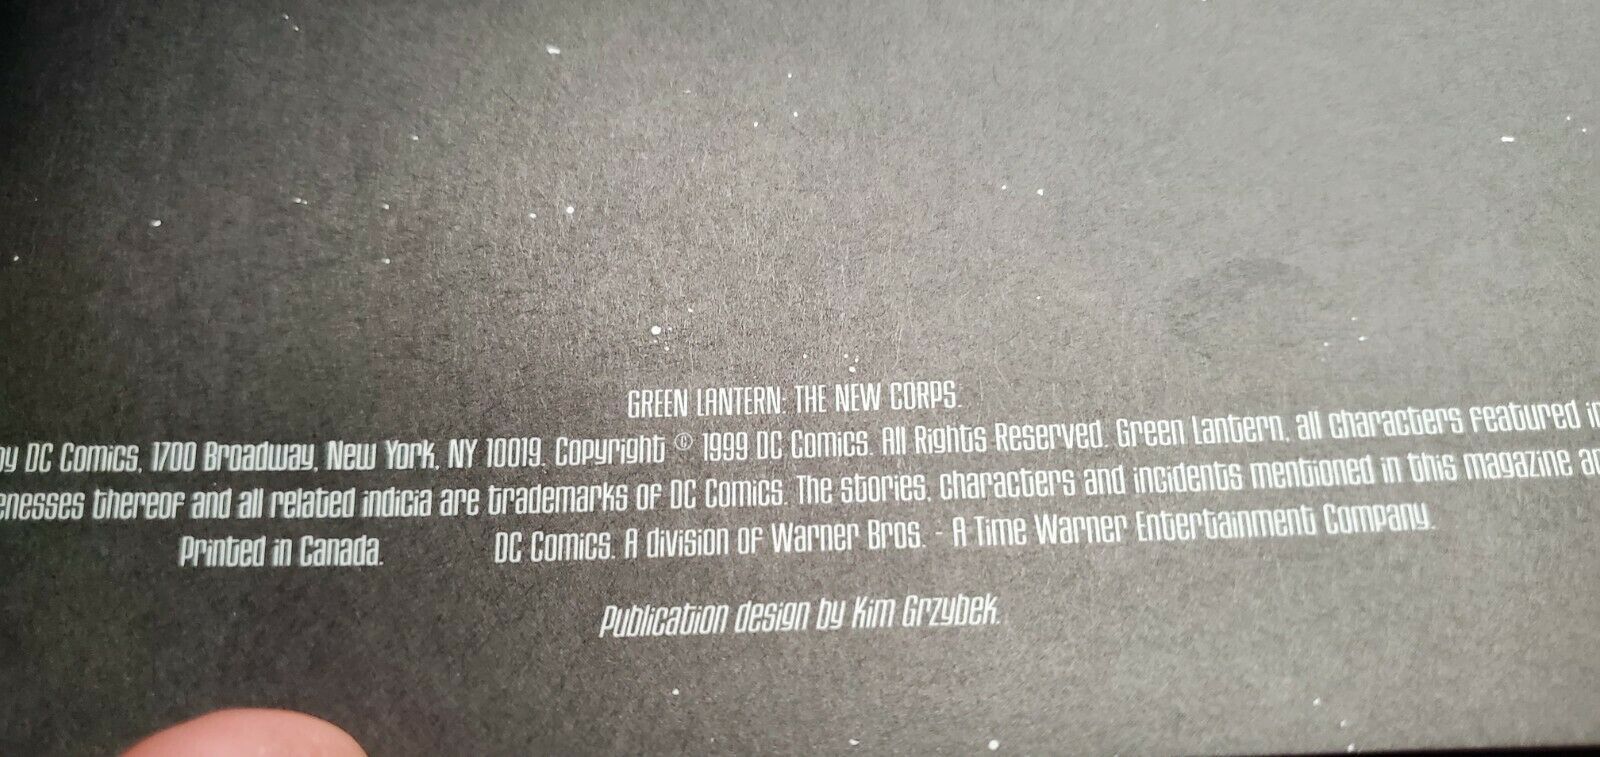 GREEN LANTERN: THE NEW CORPS.
by DC Comics, 1700 Broadway, New York, NY 10019. Copyright © 1999 DC Comics. All Rights Reserved. Green Lantern, all characters featured in
enesses thereof and all related indicia are trademarks of DC Comics. The stories, characters and incidents mentioned in this magazine ar
Printed in Canada. DC Comics. A division of Warner Bros. - A Time Warner Entertainment Company.
Publication design by Kim Grzybek.